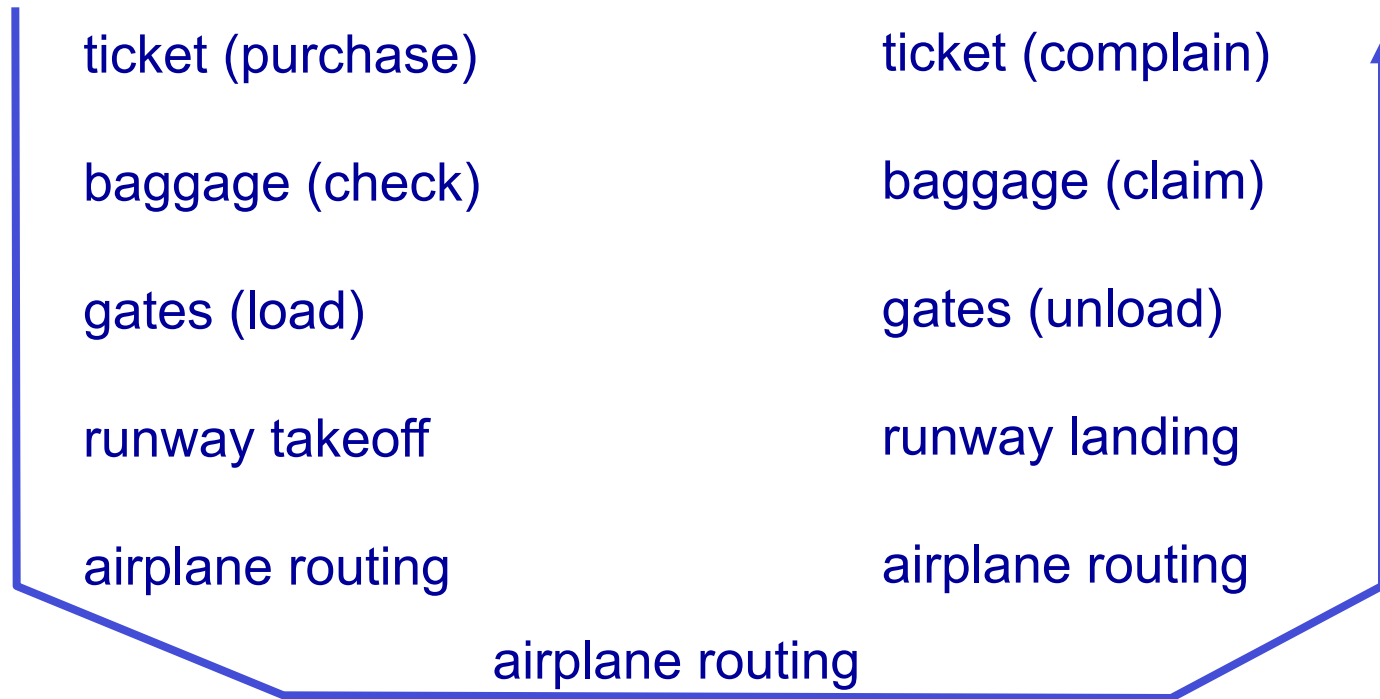 ticket (purchase)
baggage (check)
gates (load)
runway takeoff
airplane routing
ticket (complain)
baggage (claim)
gates (unload)
runway landing
airplane routing
airplane routing